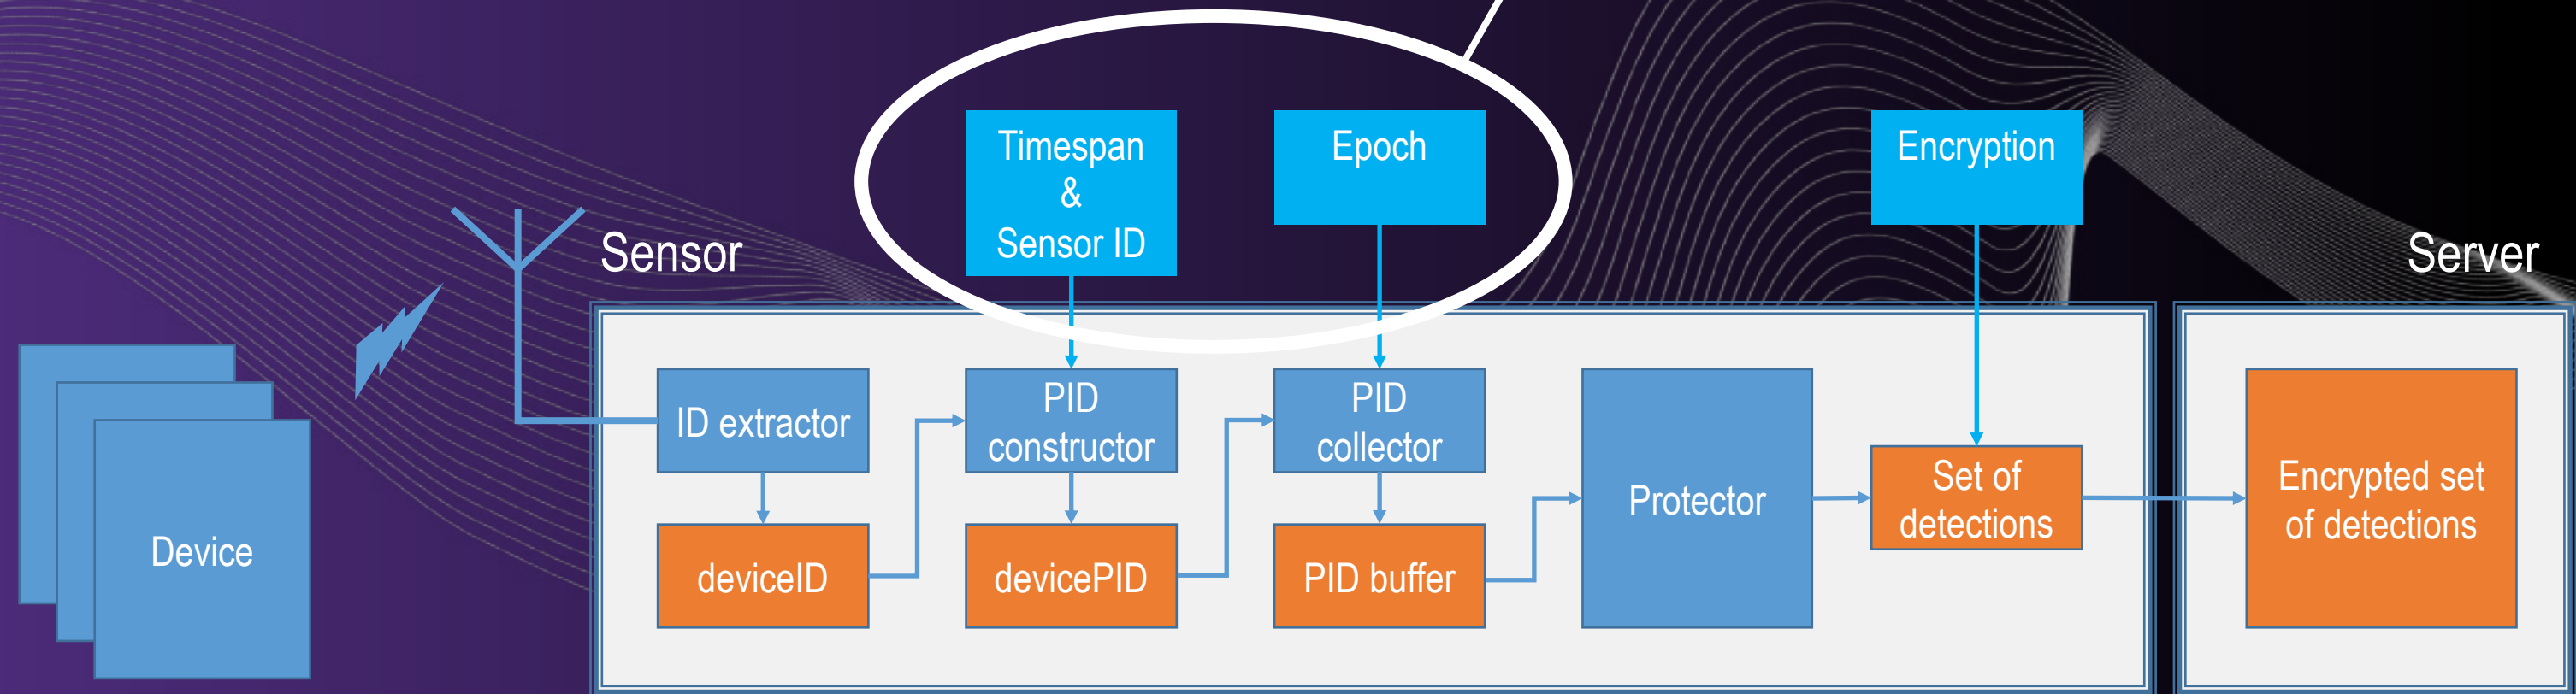 Timespan
&
Sensor ID
Epoch
Encryption
Sensor
Server
ID extractor
PID
constructor
PID
collector
Protector
Set of
detections
Encrypted set
of detections
Device
deviceID
devicePID
PID buffer